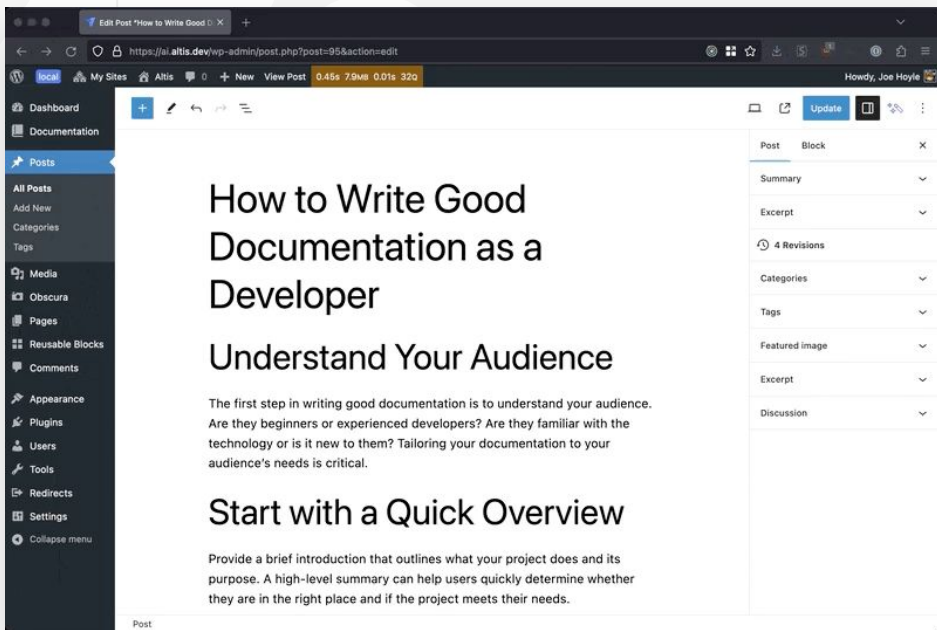 Edit Post "How to Write Good D
https://ai.altis.dev/wp-admin/post.php?post=95&action=edit
local My Sites Altis 0 + New View Post 0.45s 7.9MB 0.01s 32Q Howdy, Joe Hoyle
Dashboard
Documentation
Posts
All Posts
Add New
Categories
Tags
Media
Obscura
Pages
Reusable Blocks
Comments
Appearance
Plugins
Users
Tools
Redirects
Settings
Collapse menu
Update
How to Write Good
Documentation as a
Developer
Understand Your Audience
The first step in writing good documentation is to understand your audience.
Are they beginners or experienced developers? Are they familiar with the
technology or is it new to them? Tailoring your documentation to your
audience's needs is critical.
Start with a Quick Overview
Provide a brief introduction that outlines what your project does and its
purpose. A high-level summary can help users quickly determine whether
they are in the right place and if the project meets their needs.
Post
Post Block
Summary
Excerpt
4 Revisions
Categories
Tags
Featured image
Excerpt
Discussion